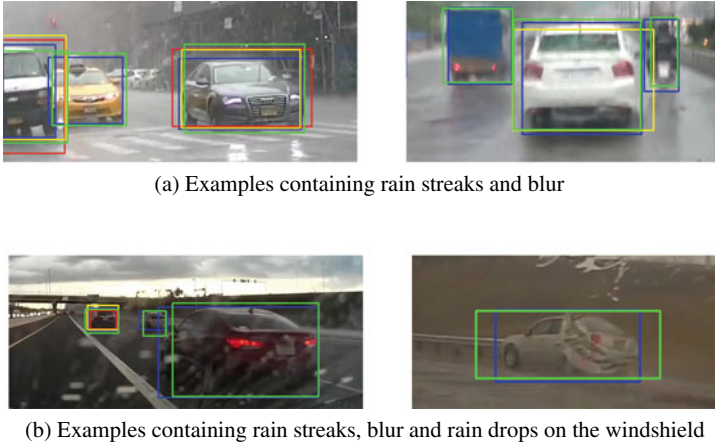 (a) Examples containing rain streaks and blur
(b) Examples containing rain streaks, blur and rain drops on the windshield